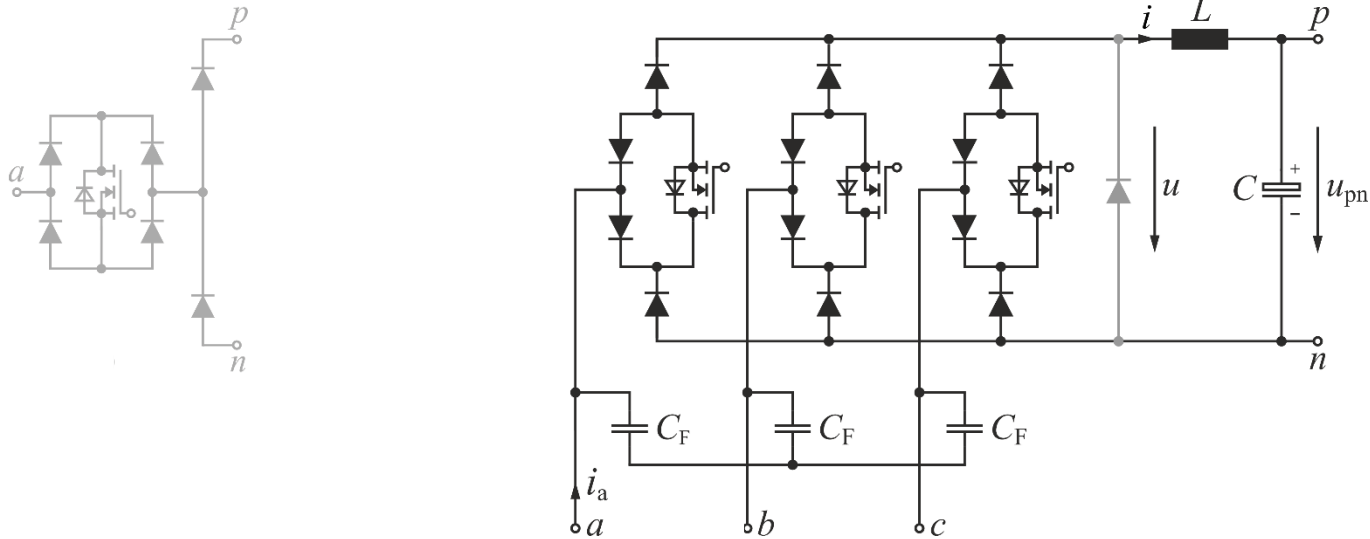 p
a
n
i L p
u C + − u_pn
n
C_F C_F C_F
i_a
a b c